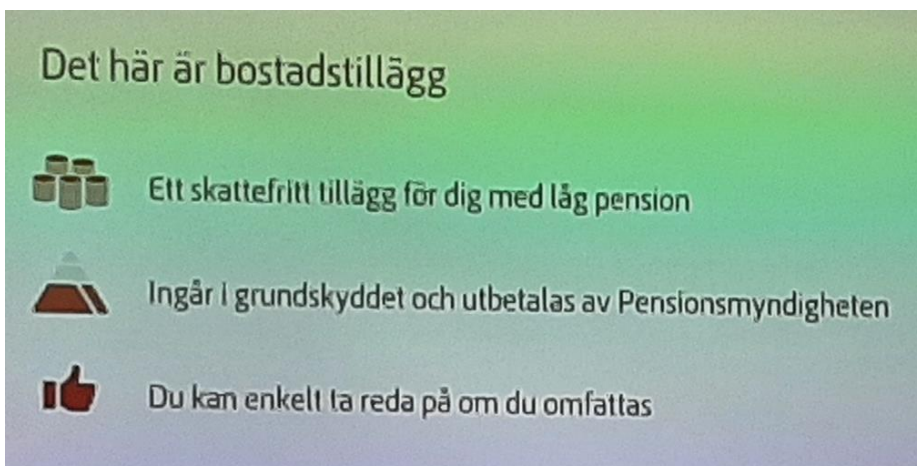 Det här är bostadstillägg
Ett skattefritt tillägg för dig med låg pension
Ingår i grundskyddet och utbetalas av Pensionsmyndigheten
Du kan enkelt ta reda på om du omfattas